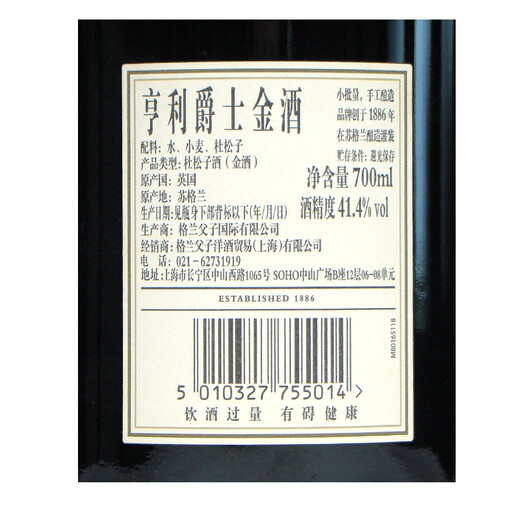 亨利爵士金酒
小批量，手工酿造
品牌创于1886年
在苏格兰酿造灌装
贮存条件：避光保存
配料：水、小麦、杜松子
产品类型：杜松子酒（金酒）
原产国：英国
原产地：苏格兰
净含量 700ml
酒精度 41.4% vol
生产日期：见瓶身下部背标以下(年/月/日)
生产商：格兰父子国际有限公司
经销商：格兰父子洋酒贸易(上海)有限公司
电 话：021-62731919
地址：上海市长宁区中山西路1065号 SOHO中山广场B座12层06-08单元
ESTABLISHED 1886
MB0016S11B
5 010327 755014 >
饮酒过量 有碍健康